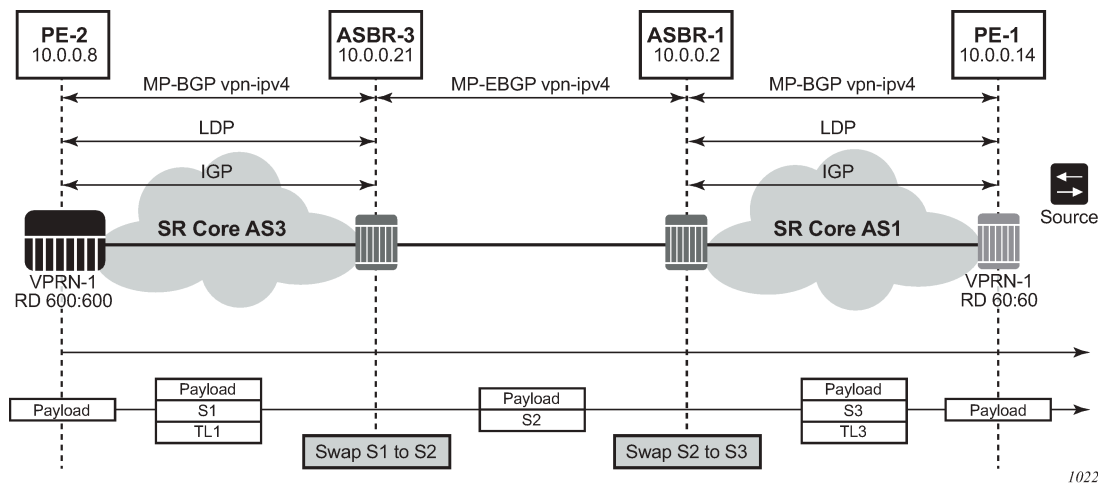 PE-2
10.0.0.8
ASBR-3
10.0.0.21
ASBR-1
10.0.0.2
PE-1
10.0.0.14
MP-BGP vpn-ipv4
MP-EBGP vpn-ipv4
MP-BGP vpn-ipv4
LDP
LDP
IGP
IGP
Source
SR Core AS3
SR Core AS1
VPRN-1
RD 600:600
VPRN-1
RD 60:60
Payload
Payload
S1
TL1
Payload
S2
Payload
S3
TL3
Payload
Swap S1 to S2
Swap S2 to S3
1022